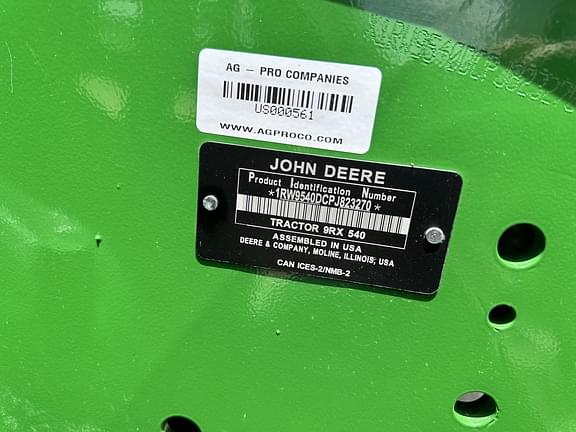 AG - PRO COMPANIES
US000561
WWW.AGPROCO.COM
JOHN DEERE
Product Identification Number
*1RW9540DCPJ823270*
TRACTOR 9RX 540
ASSEMBLED IN USA
DEERE & COMPANY, MOLINE, ILLINOIS, USA
CAN ICES-2/NMB-2